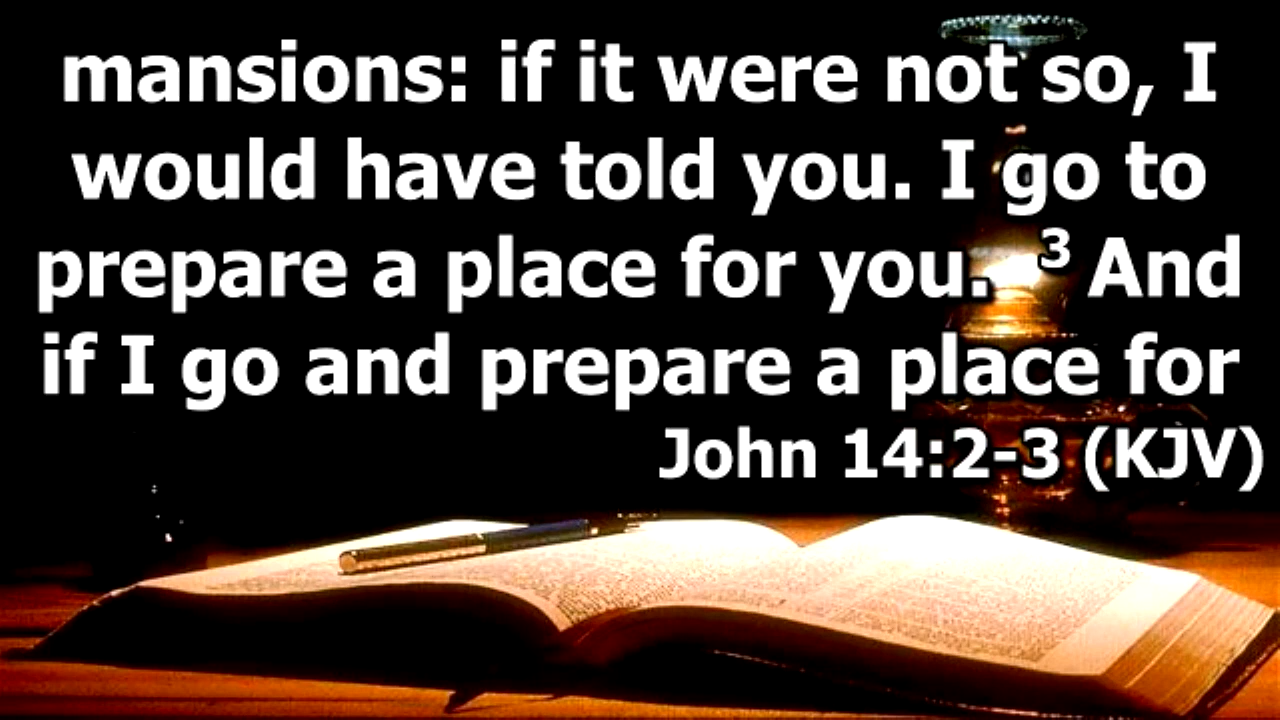 mansions: if it were not so, I
would have told you. I go to
prepare a place for you. ³ And
if I go and prepare a place for
John 14:2-3 (KJV)